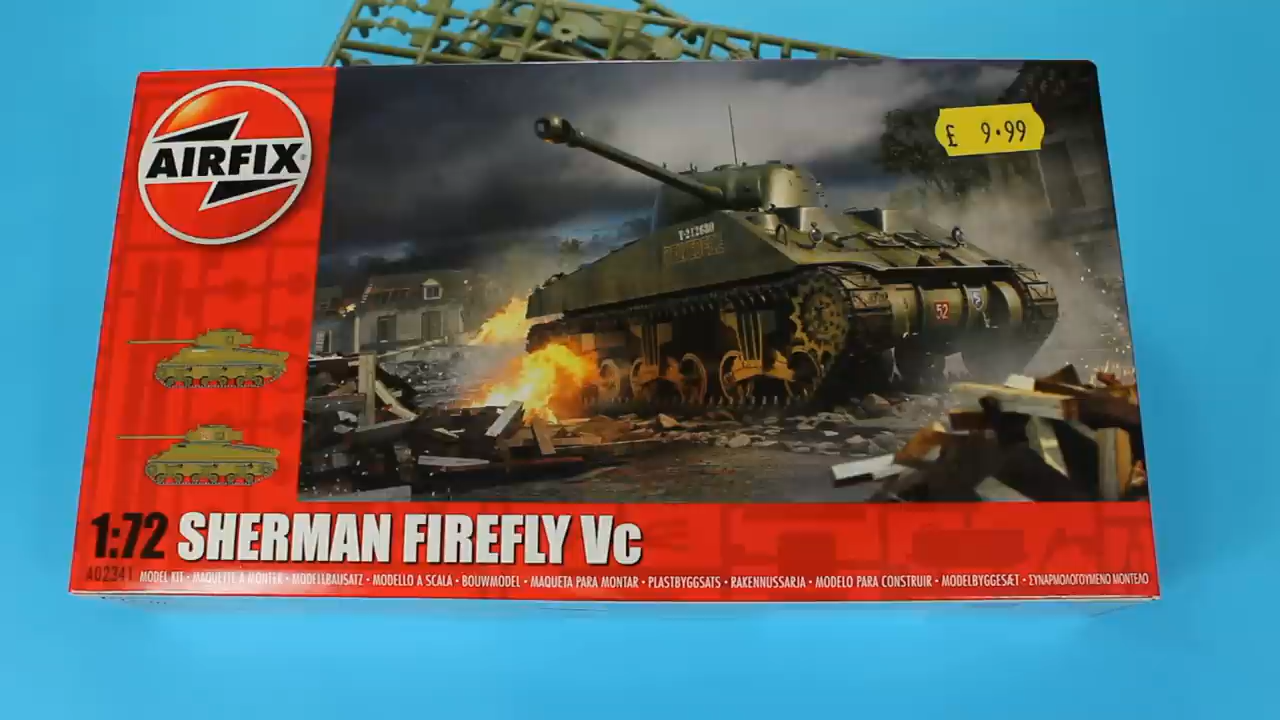 AIRFIX
£ 9.99
T-212680
52
1:72 SHERMAN FIREFLY Vc
A02341 MODEL KIT • MAQUETTE À MONTER • MODELLBAUSATZ • MODELLO A SCALA • BOUWMODEL • MAQUETA PARA MONTAR • PLASTBYGGSATS • RAKENNUSSARJA • MODELO PARA CONSTRUIR • MODELBYGGESÆT • ΣΥΝΑΡΜΟΛΟΓΟΥΜΕΝΟ ΜΟΝΤΕΛΟ